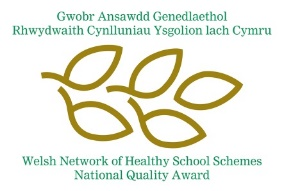 Gwobr Ansawdd Genedlaethol
Rhwydwaith Cynlluniau Ysgolion Iach Cymru
Welsh Network of Healthy School Schemes
National Quality Award